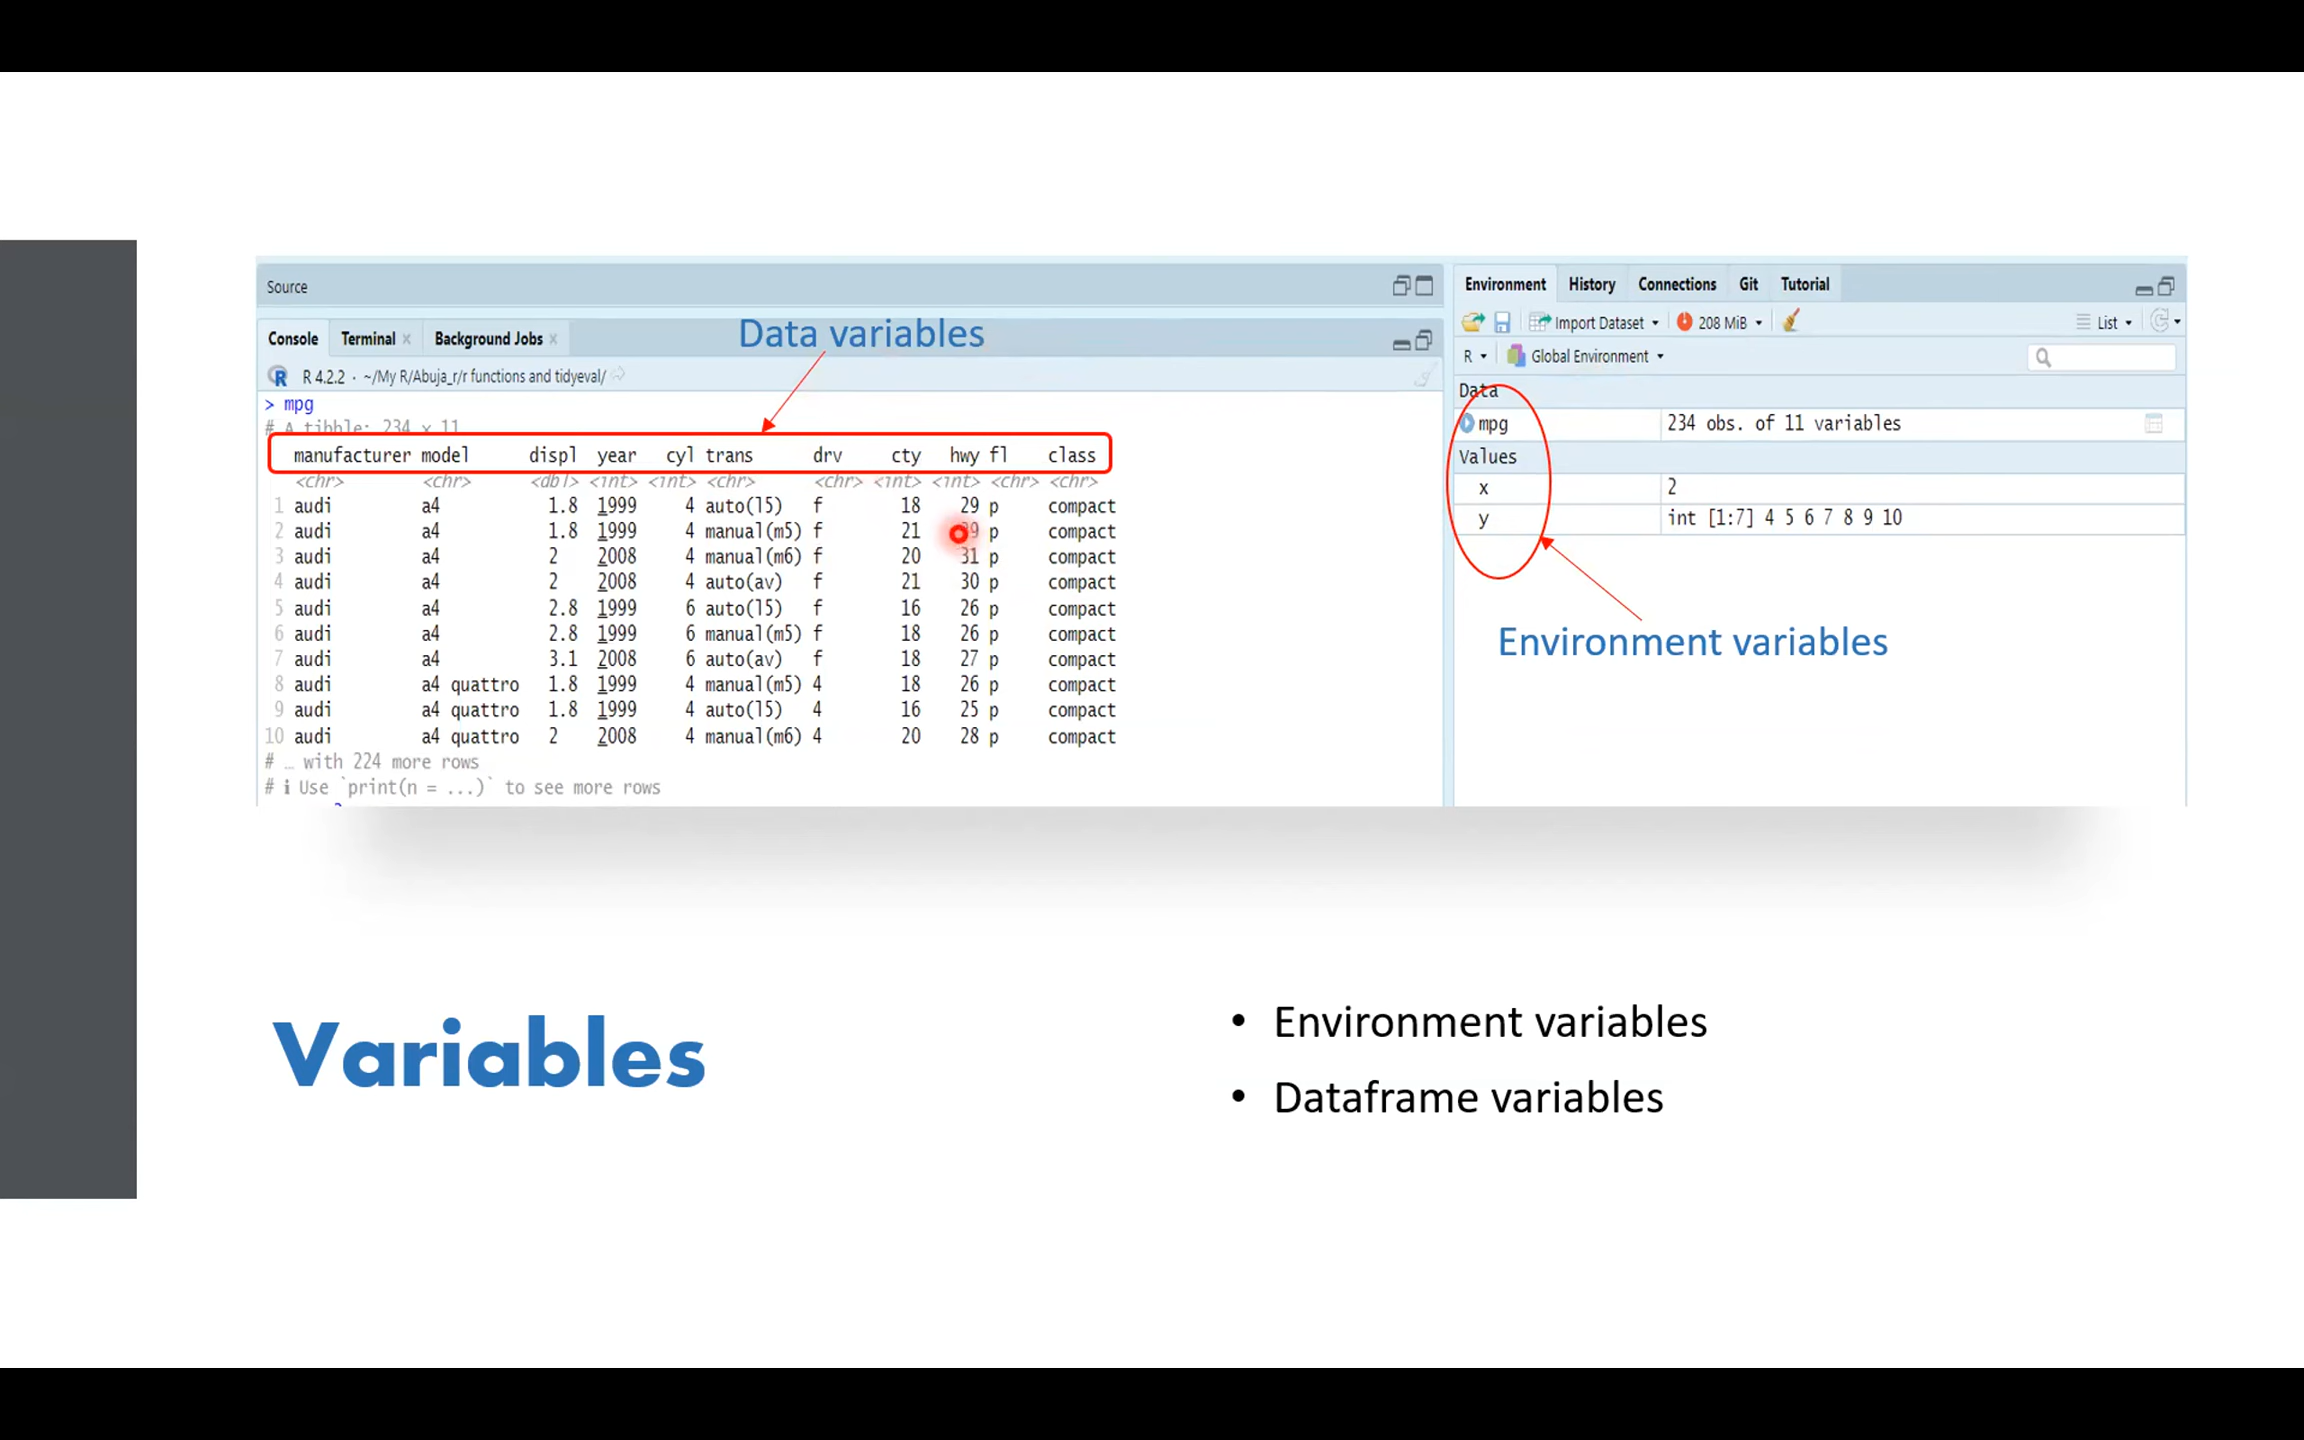 Source
Console Terminal × Background Jobs ×
Data variables
R R 4.2.2 · ~/My R/Abuja_r/r functions and tidyeval/
> mpg
# A tibble: 234 x 11
manufacturer model displ year cyl trans drv cty hwy fl class
<chr> <chr> <dbl> <int> <int> <chr> <chr> <int> <int> <chr> <chr>
1 audi a4 1.8 1999 4 auto(l5) f 18 29 p compact
2 audi a4 1.8 1999 4 manual(m5) f 21 29 p compact
3 audi a4 2 2008 4 manual(m6) f 20 31 p compact
4 audi a4 2 2008 4 auto(av) f 21 30 p compact
5 audi a4 2.8 1999 6 auto(l5) f 16 26 p compact
6 audi a4 2.8 1999 6 manual(m5) f 18 26 p compact
7 audi a4 3.1 2008 6 auto(av) f 18 27 p compact
8 audi a4 quattro 1.8 1999 4 manual(m5) 4 18 26 p compact
9 audi a4 quattro 1.8 1999 4 auto(l5) 4 16 25 p compact
10 audi a4 quattro 2 2008 4 manual(m6) 4 20 28 p compact
# … with 224 more rows
# ℹ Use `print(n = ...)` to see more rows
Environment History Connections Git Tutorial
Import Dataset 208 MiB List
R Global Environment
Data
mpg 234 obs. of 11 variables
Values
x 2
y int [1:7] 4 5 6 7 8 9 10
Environment variables
Variables
• Environment variables
• Dataframe variables